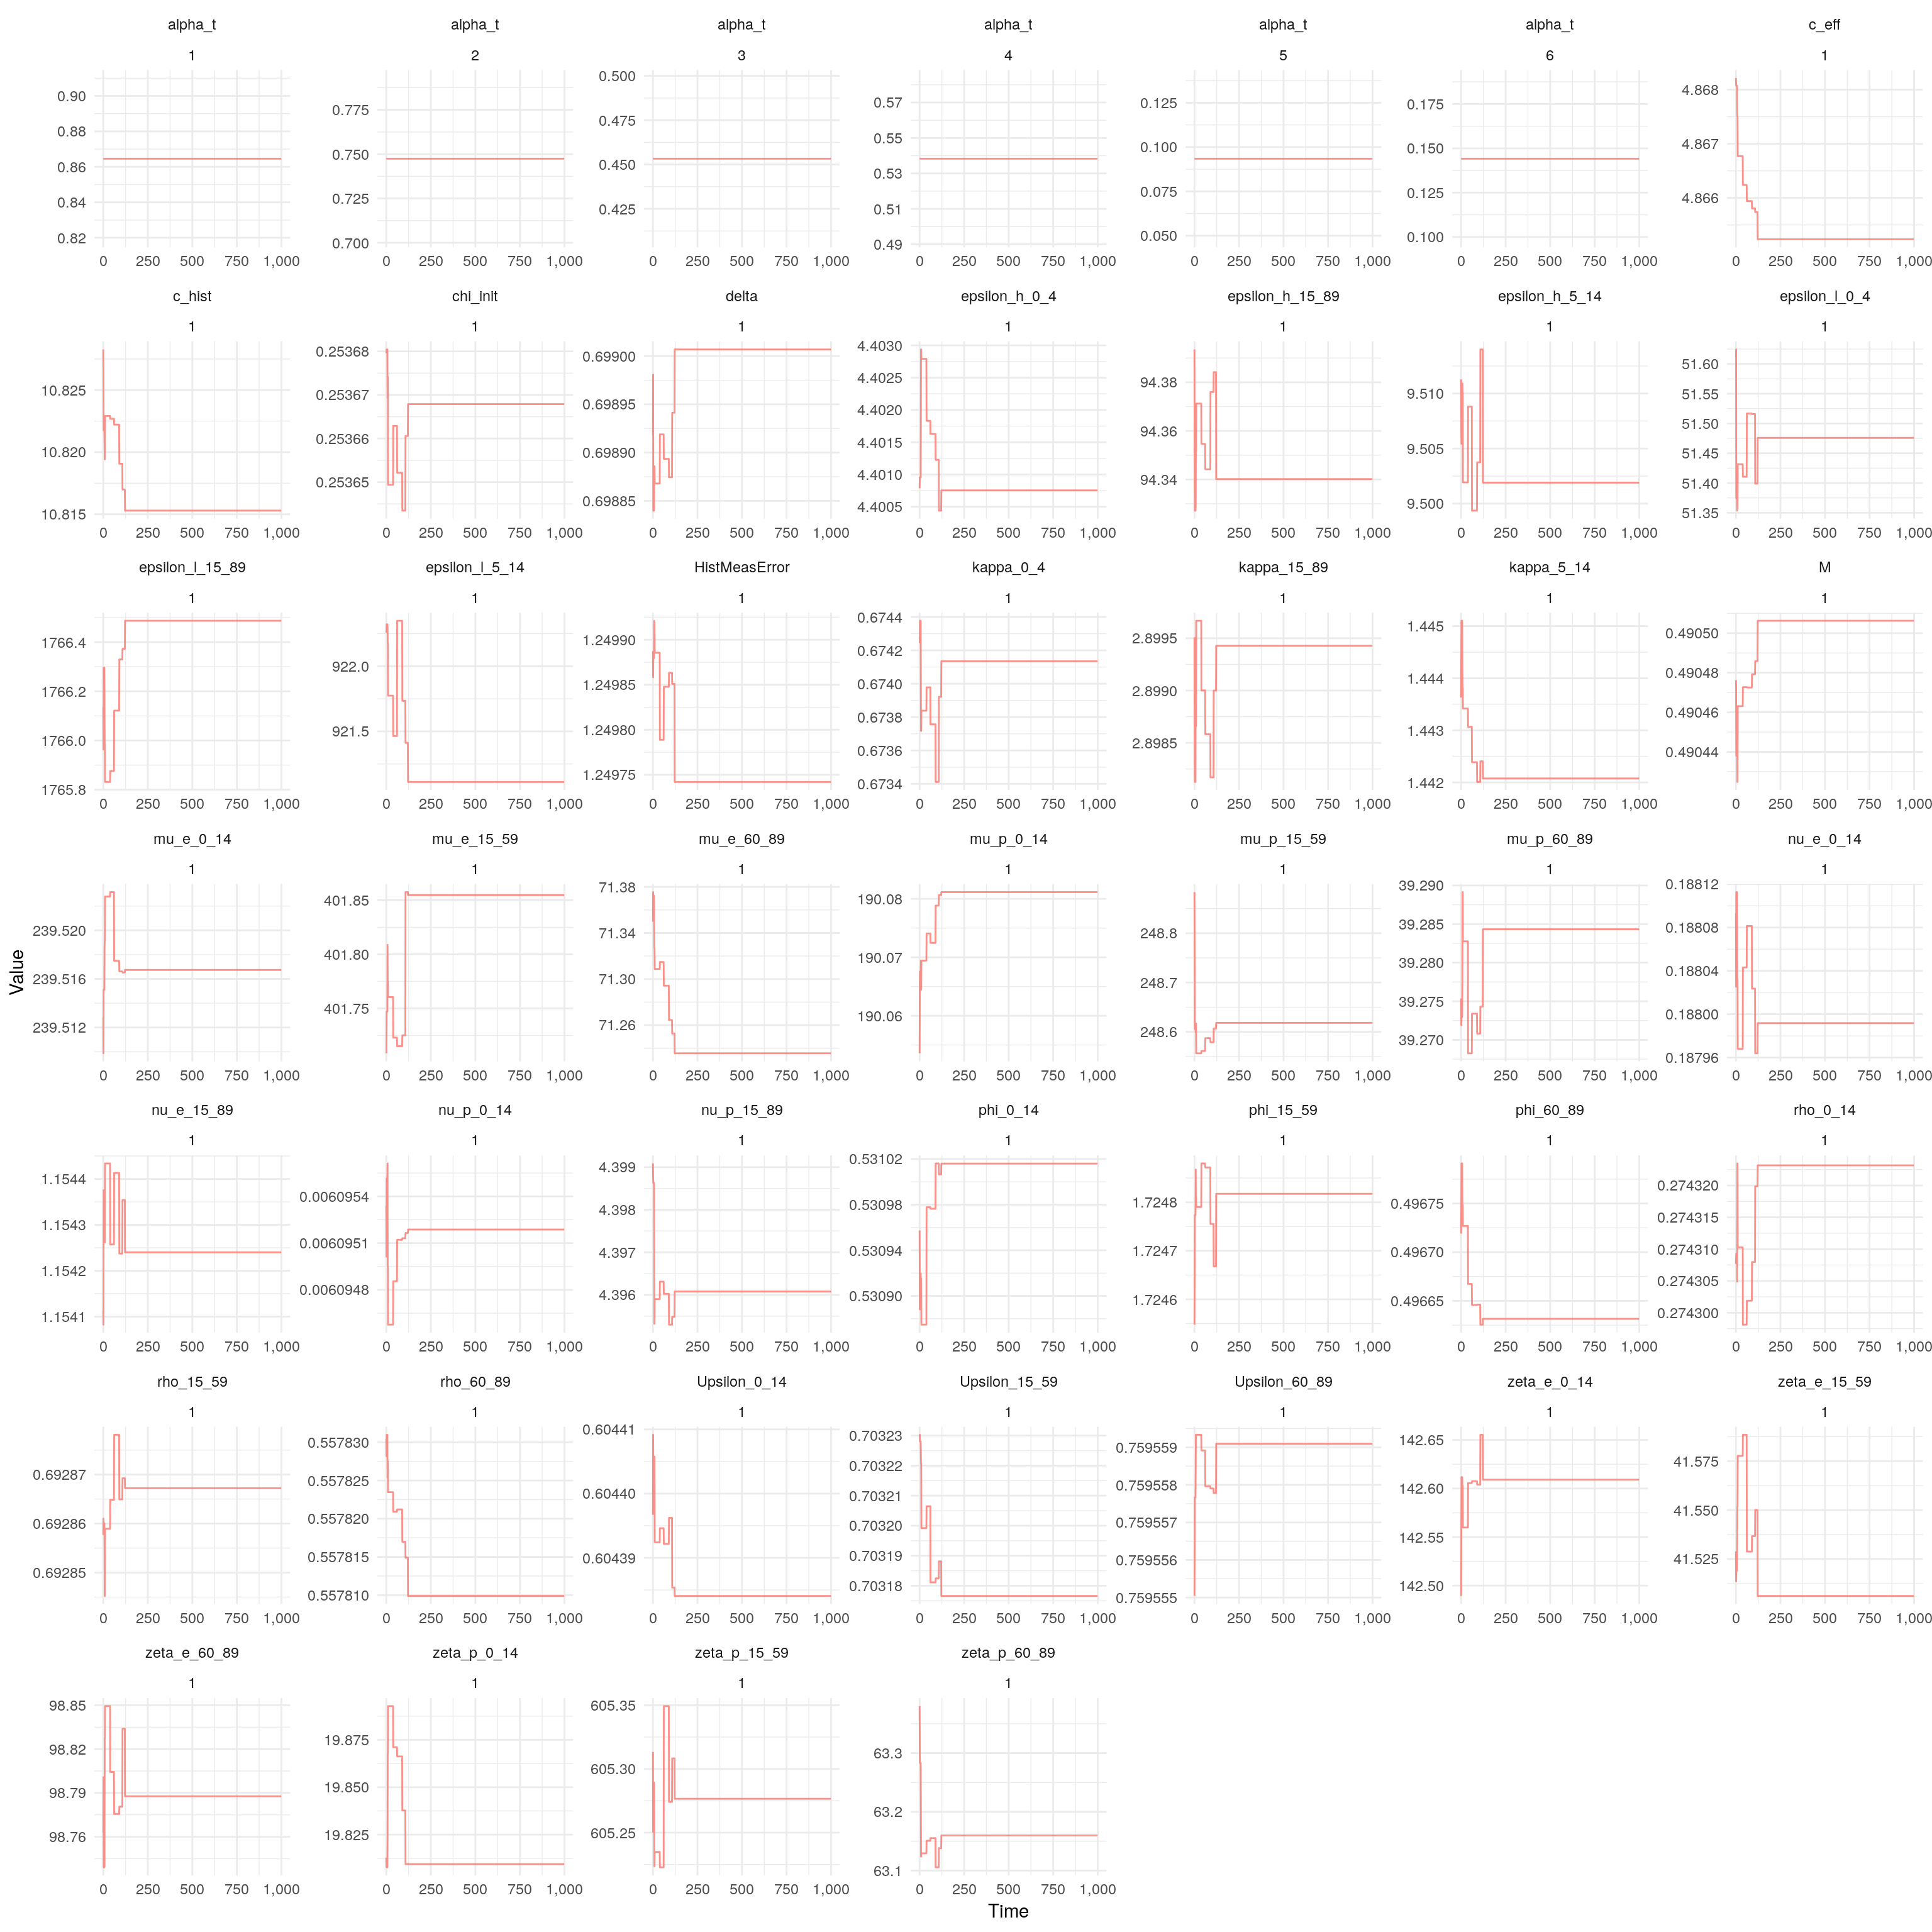 alpha_t
1
0.90
0.88
0.86
0.84
0.82
0 250 500 750 1,000
alpha_t
2
0.775
0.750
0.725
0.700
0 250 500 750 1,000
alpha_t
3
0.500
0.475
0.450
0.425
0 250 500 750 1,000
alpha_t
4
0.57
0.55
0.53
0.51
0.49
0 250 500 750 1,000
alpha_t
5
0.125
0.100
0.075
0.050
0 250 500 750 1,000
alpha_t
6
0.175
0.150
0.125
0.100
0 250 500 750 1,000
c_eff
1
4.868
4.867
4.866
0 250 500 750 1,000
c_hist
1
10.825
10.820
10.815
0 250 500 750 1,000
chi_init
1
0.25368
0.25367
0.25366
0.25365
0 250 500 750 1,000
delta
1
0.69900
0.69895
0.69890
0.69885
0 250 500 750 1,000
epsilon_h_0_4
1
4.4030
4.4025
4.4020
4.4015
4.4010
4.4005
0 250 500 750 1,000
epsilon_h_15_89
1
94.38
94.36
94.34
0 250 500 750 1,000
epsilon_h_5_14
1
9.510
9.505
9.500
0 250 500 750 1,000
epsilon_l_0_4
1
51.60
51.55
51.50
51.45
51.40
51.35
0 250 500 750 1,000
epsilon_l_15_89
1
1766.4
1766.2
1766.0
1765.8
0 250 500 750 1,000
epsilon_l_5_14
1
922.0
921.5
0 250 500 750 1,000
HistMeasError
1
1.24990
1.24985
1.24980
1.24975
0 250 500 750 1,000
kappa_0_4
1
0.6744
0.6742
0.6740
0.6738
0.6736
0.6734
0 250 500 750 1,000
kappa_15_89
1
2.8995
2.8990
2.8985
0 250 500 750 1,000
kappa_5_14
1
1.445
1.444
1.443
1.442
0 250 500 750 1,000
M
1
0.49050
0.49048
0.49046
0.49044
0 250 500 750 1,000
Value
mu_e_0_14
1
239.520
239.516
239.512
0 250 500 750 1,000
mu_e_15_59
1
401.85
401.80
401.75
0 250 500 750 1,000
mu_e_60_89
1
71.38
71.34
71.30
71.26
0 250 500 750 1,000
mu_p_0_14
1
190.08
190.07
190.06
0 250 500 750 1,000
mu_p_15_59
1
248.8
248.7
248.6
0 250 500 750 1,000
mu_p_60_89
1
39.290
39.285
39.280
39.275
39.270
0 250 500 750 1,000
nu_e_0_14
1
0.18812
0.18808
0.18804
0.18800
0.18796
0 250 500 750 1,000
nu_e_15_89
1
1.1544
1.1543
1.1542
1.1541
0 250 500 750 1,000
nu_p_0_14
1
0.0060954
0.0060951
0.0060948
0 250 500 750 1,000
nu_p_15_89
1
4.399
4.398
4.397
4.396
0 250 500 750 1,000
phi_0_14
1
0.53102
0.53098
0.53094
0.53090
0 250 500 750 1,000
phi_15_59
1
1.7248
1.7247
1.7246
0 250 500 750 1,000
phi_60_89
1
0.49675
0.49670
0.49665
0 250 500 750 1,000
rho_0_14
1
0.274320
0.274315
0.274310
0.274305
0.274300
0 250 500 750 1,000
rho_15_59
1
0.69287
0.69286
0.69285
0 250 500 750 1,000
rho_60_89
1
0.557830
0.557825
0.557820
0.557815
0.557810
0 250 500 750 1,000
Upsilon_0_14
1
0.60441
0.60440
0.60439
0 250 500 750 1,000
Upsilon_15_59
1
0.70323
0.70322
0.70321
0.70320
0.70319
0.70318
0 250 500 750 1,000
Upsilon_60_89
1
0.759559
0.759558
0.759557
0.759556
0.759555
0 250 500 750 1,000
zeta_e_0_14
1
142.65
142.60
142.55
142.50
0 250 500 750 1,000
zeta_e_15_59
1
41.575
41.550
41.525
0 250 500 750 1,000
zeta_e_60_89
1
98.85
98.82
98.79
98.76
0 250 500 750 1,000
zeta_p_0_14
1
19.875
19.850
19.825
0 250 500 750 1,000
zeta_p_15_59
1
605.35
605.30
605.25
0 250 500 750 1,000
zeta_p_60_89
1
63.3
63.2
63.1
0 250 500 750 1,000
Time